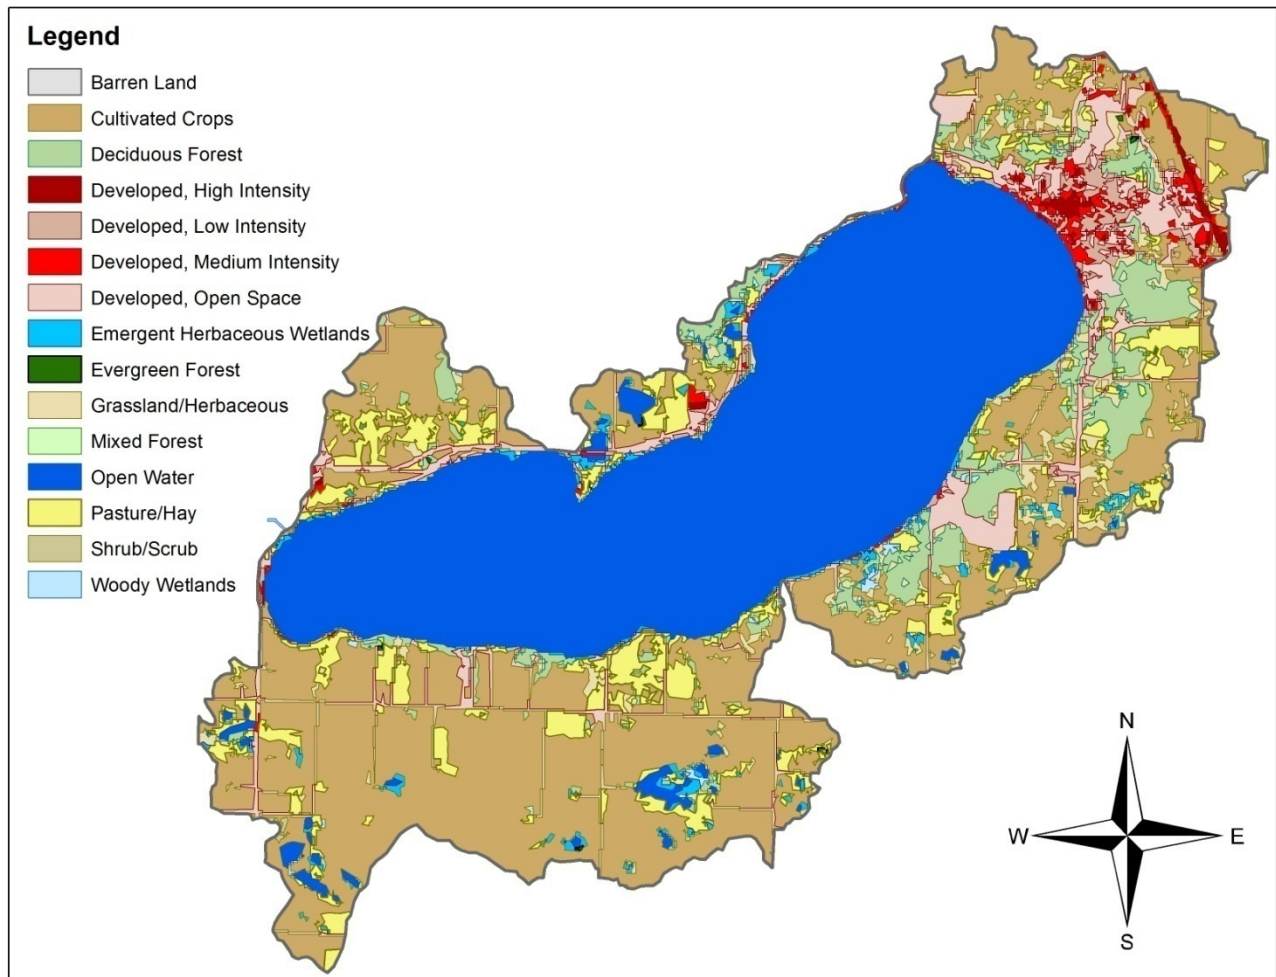 Legend
Barren Land
Cultivated Crops
Deciduous Forest
Developed, High Intensity
Developed, Low Intensity
Developed, Medium Intensity
Developed, Open Space
Emergent Herbaceous Wetlands
Evergreen Forest
Grassland/Herbaceous
Mixed Forest
Open Water
Pasture/Hay
Shrub/Scrub
Woody Wetlands
N
W
E
S